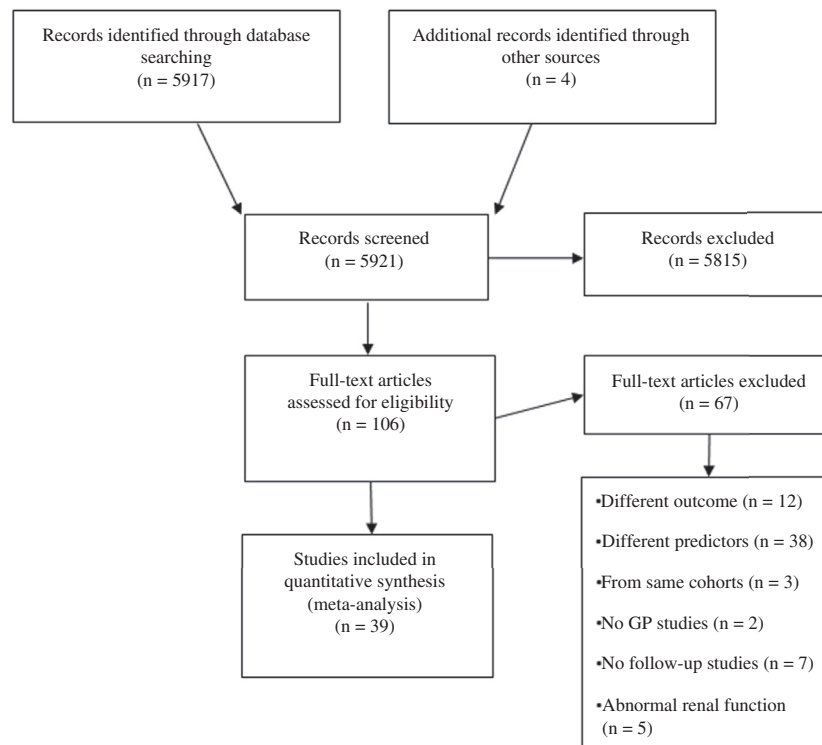 Records identified through database
searching
(n = 5917)
Additional records identified through
other sources
(n = 4)
Records screened
(n = 5921)
Records excluded
(n = 5815)
Full-text articles
assessed for eligibility
(n = 106)
Full-text articles excluded
(n = 67)
Studies included in
quantitative synthesis
(meta-analysis)
(n = 39)
•Different outcome (n = 12)
•Different predictors (n = 38)
•From same cohorts (n = 3)
•No GP studies (n = 2)
•No follow-up studies (n = 7)
•Abnormal renal function
(n = 5)